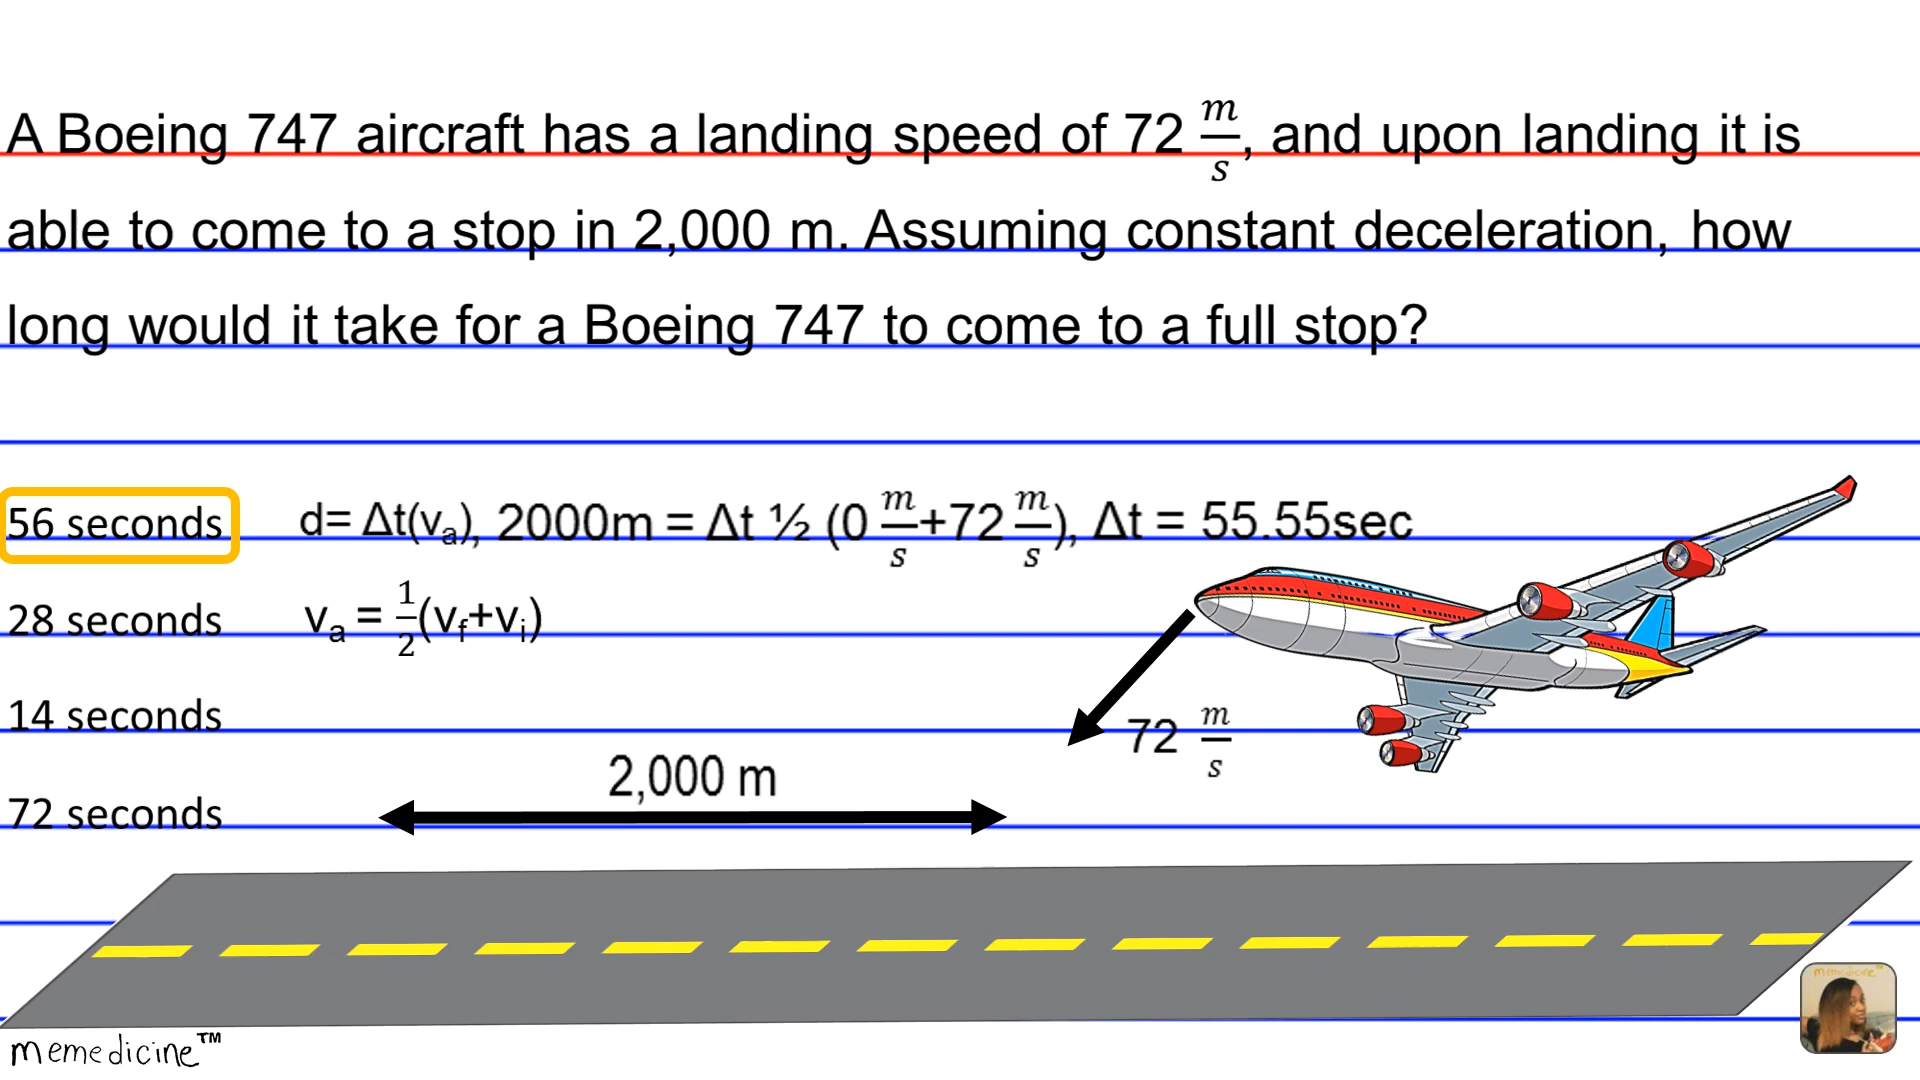 A Boeing 747 aircraft has a landing speed of 72 m/s, and upon landing it is
able to come to a stop in 2,000 m. Assuming constant deceleration, how
long would it take for a Boeing 747 to come to a full stop?
56 seconds
d= Δt(vₐ), 2000m = Δt ½ (0 m/s+72 m/s), Δt = 55.55sec
28 seconds
vₐ = 1/2(v_f+v_i)
14 seconds
72 m/s
2,000 m
72 seconds
memedicine™
memedicine™